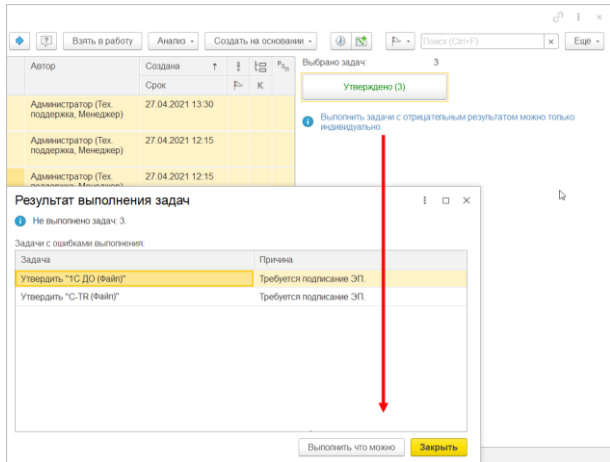 Взять в работу
Анализ
Создать на основании
Поиск (Ctrl+F)
Еще
Автор
Создана
Срок
К
Выбрано задач: 3
Утверждено (3)
Выполнить задачи с отрицательным результатом можно только
индивидуально.
Администратор (Тех.
поддержка, Менеджер)
27.04.2021 13:30
Администратор (Тех.
поддержка, Менеджер)
27.04.2021 12:15
Администратор (Тех.
27.04.2021 12:15
Результат выполнения задач
Не выполнено задач: 3.
Задачи с ошибками выполнения:
Задача
Причина
Утвердить "1С ДО (Файл)"
Требуется подписание ЭП.
Утвердить "C-TR (Файл)"
Требуется подписание ЭП.
Выполнить что можно
Закрыть